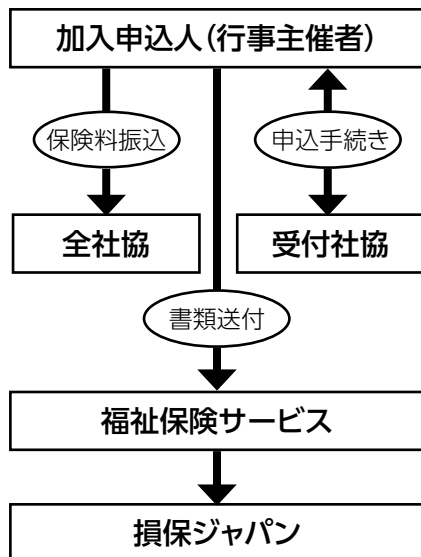 加入申込人(行事主催者)
保険料振込
申込手続き
全社協
受付社協
書類送付
福祉保険サービス
損保ジャパン